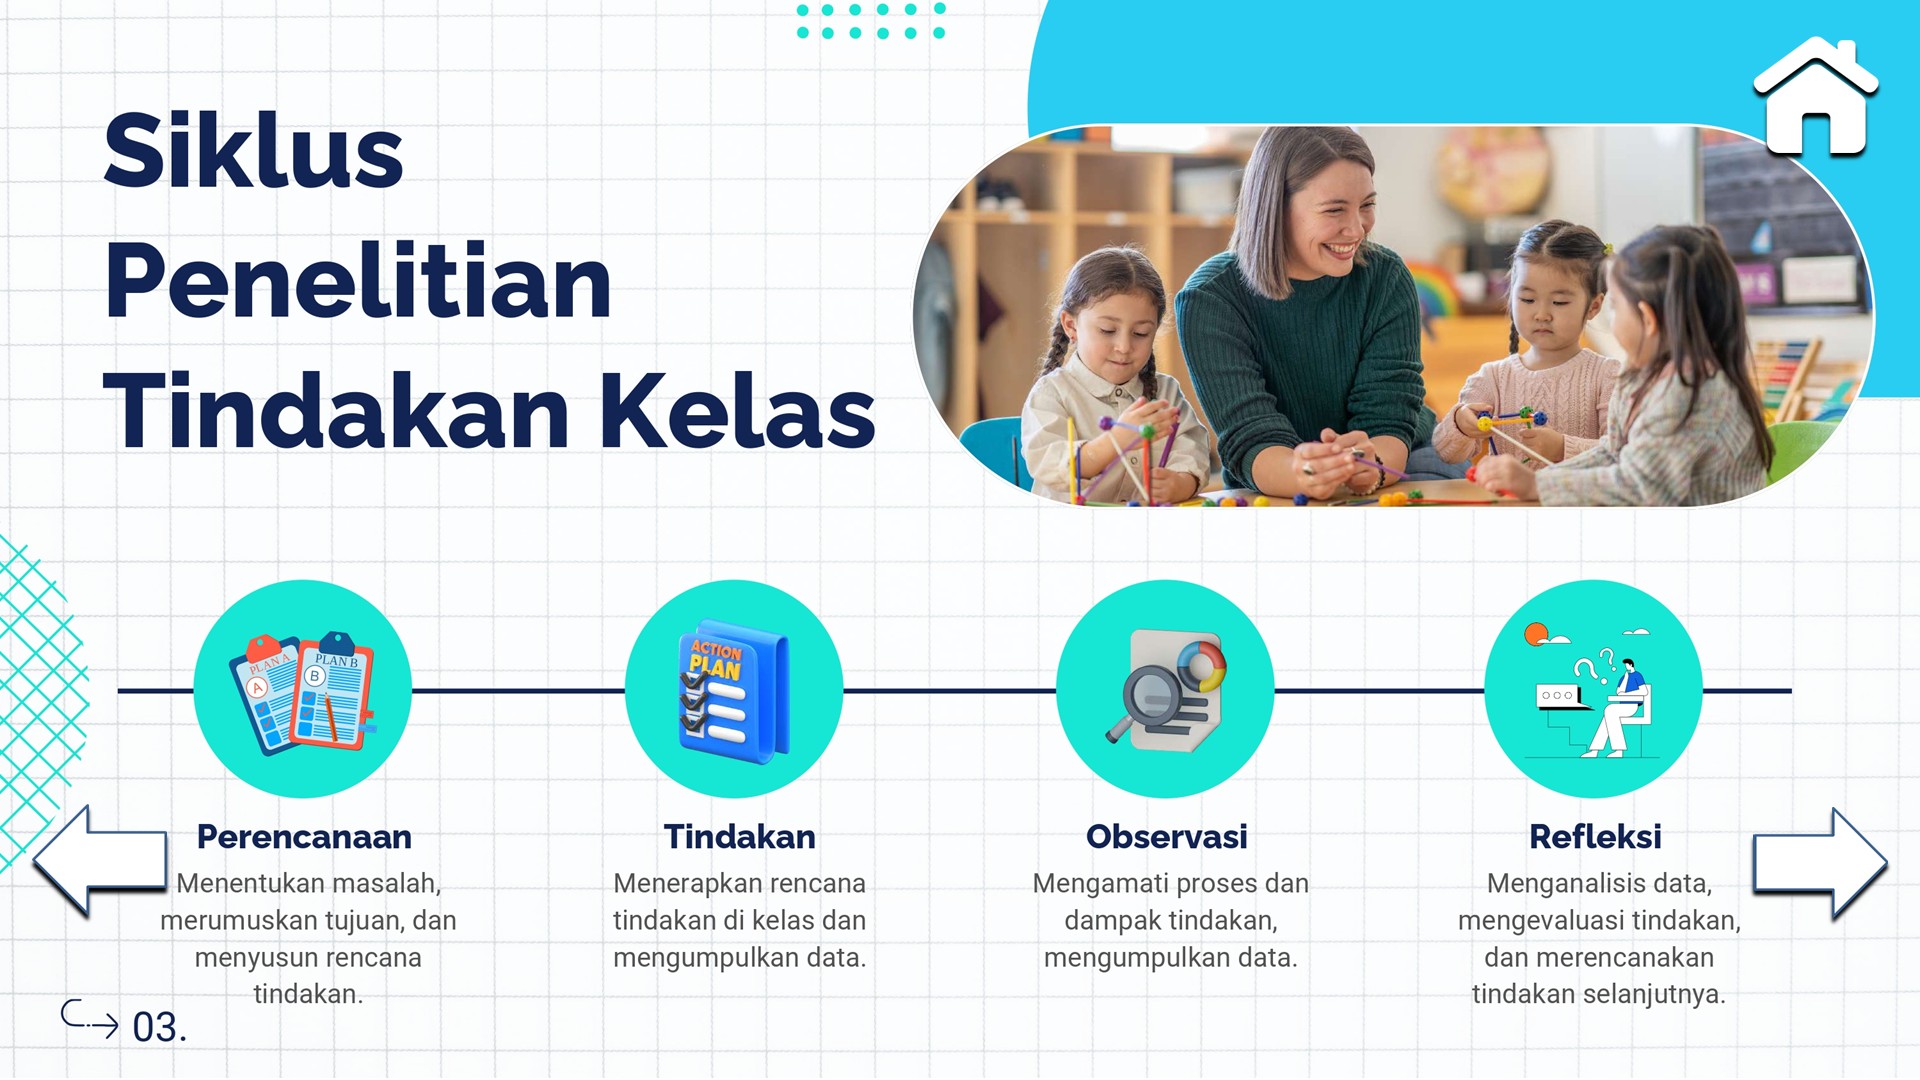 Siklus
Penelitian
Tindakan Kelas
PLAN A
A
PLAN B
B
ACTION
PLAN
Perencanaan
Menentukan masalah,
merumuskan tujuan, dan
menyusun rencana
tindakan.
Tindakan
Menerapkan rencana
tindakan di kelas dan
mengumpulkan data.
Observasi
Mengamati proses dan
dampak tindakan,
mengumpulkan data.
Refleksi
Menganalisis data,
mengevaluasi tindakan,
dan merencanakan
tindakan selanjutnya.
03.